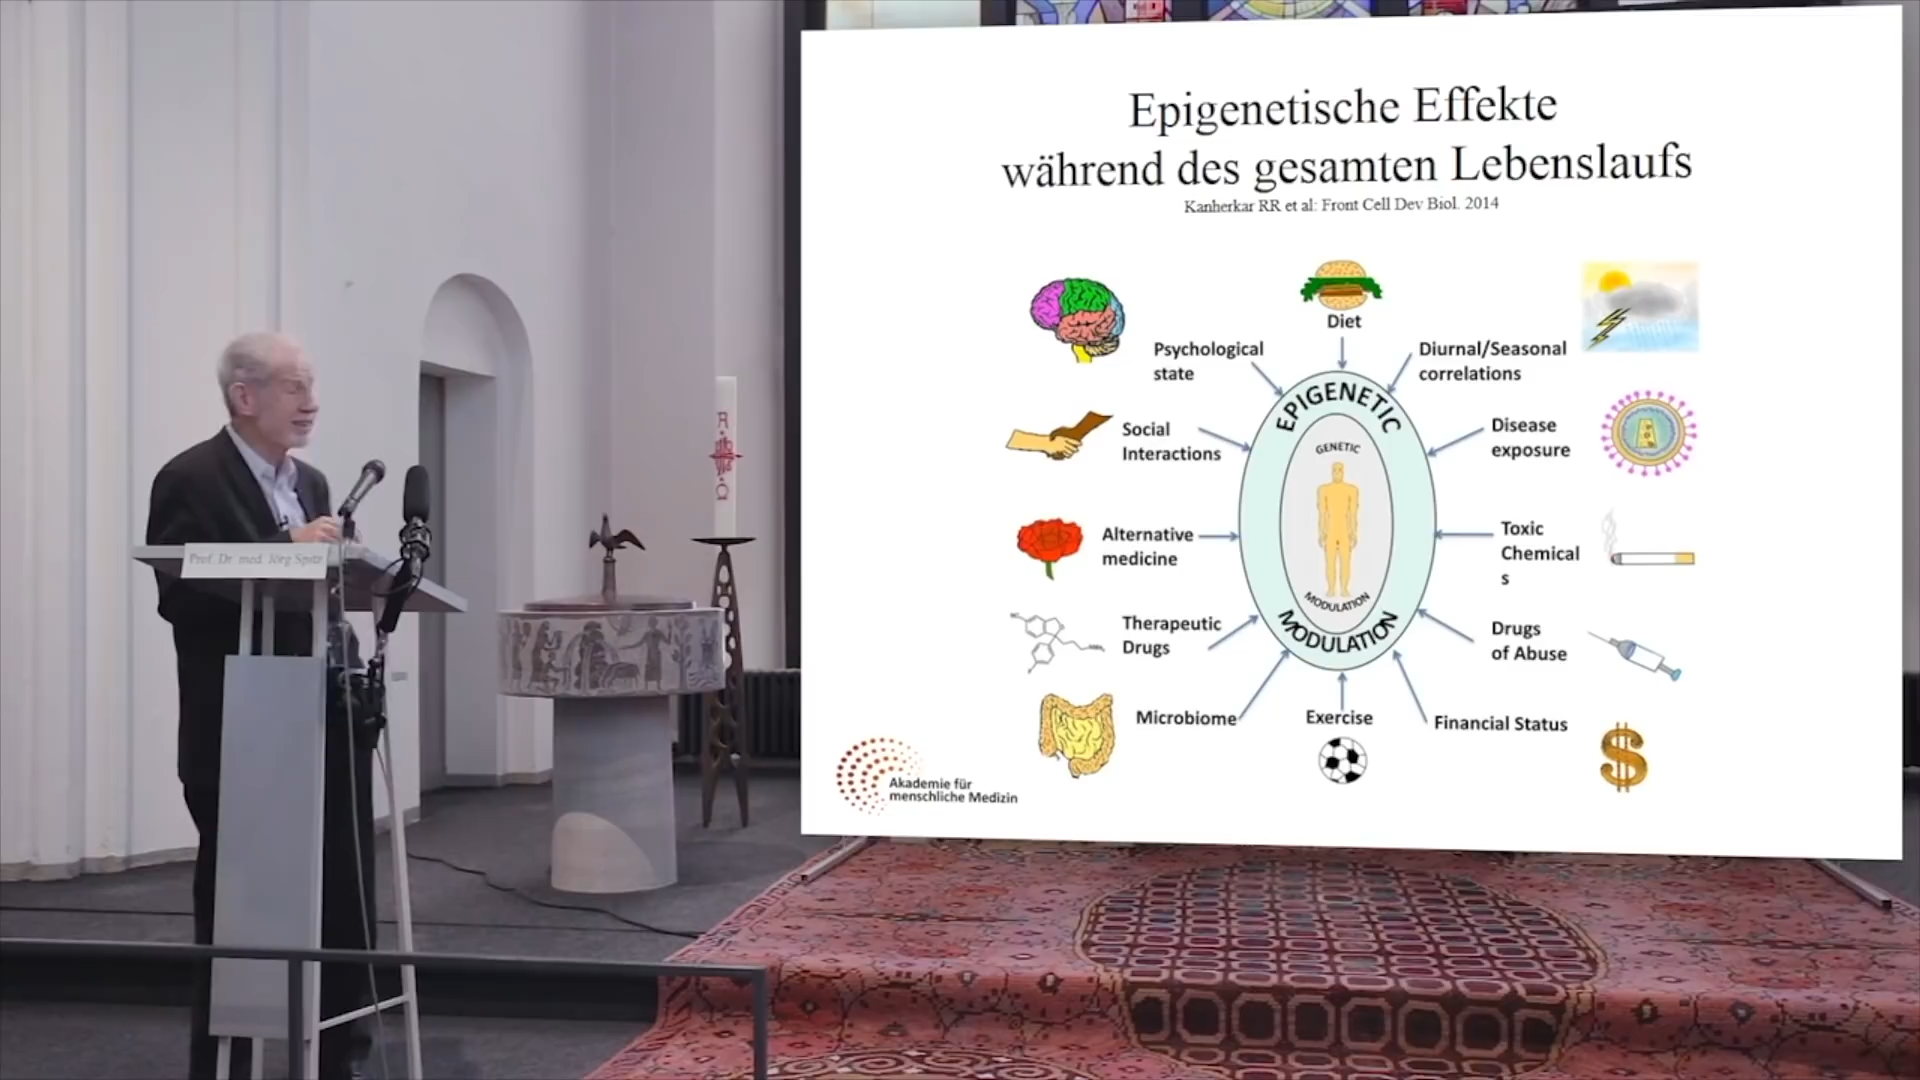 Epigenetische Effekte
während des gesamten Lebenslaufs
Kanherkar RR et al: Front Cell Dev Biol. 2014
Diet
Psychological
state
Diurnal/Seasonal
correlations
Social
Interactions
Disease
exposure
Alternative
medicine
Toxic
Chemical
s
Therapeutic
Drugs
Drugs
of Abuse
Microbiome
Exercise
Financial Status
EPIGENETIC
GENETIC
MODULATION
MODULATION
$
Akademie für
menschliche Medizin
Prof. Dr. med. Jörg Spitz
Α
Ω